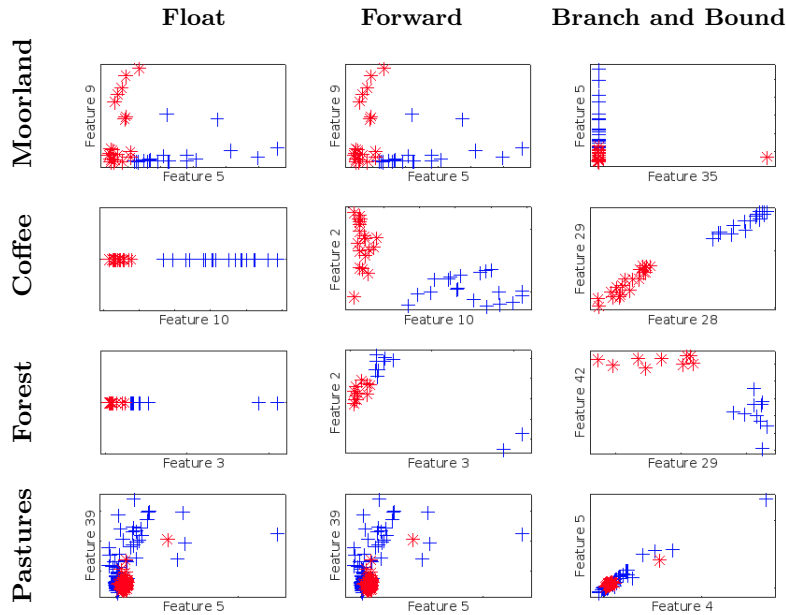 Float Forward Branch and Bound
Moorland
Feature 9
Feature 5
Feature 9
Feature 5
Feature 5
Feature 35
Coffee
Feature 10
Feature 2
Feature 10
Feature 29
Feature 28
Forest
Feature 3
Feature 2
Feature 3
Feature 42
Feature 29
Pastures
Feature 39
Feature 5
Feature 39
Feature 5
Feature 5
Feature 4